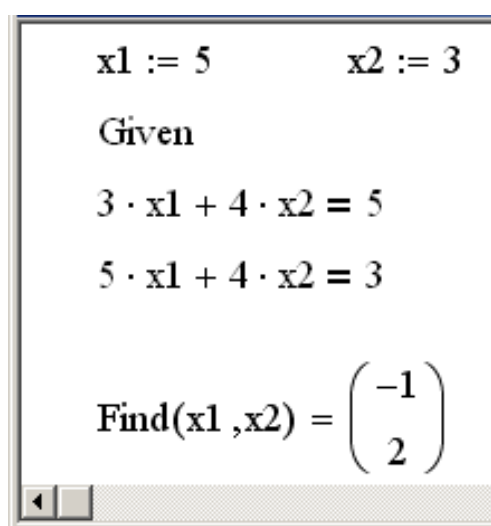 x1 := 5 x2 := 3
Given
3 · x1 + 4 · x2 = 5
5 · x1 + 4 · x2 = 3
Find(x1 ,x2) = (−1
2)